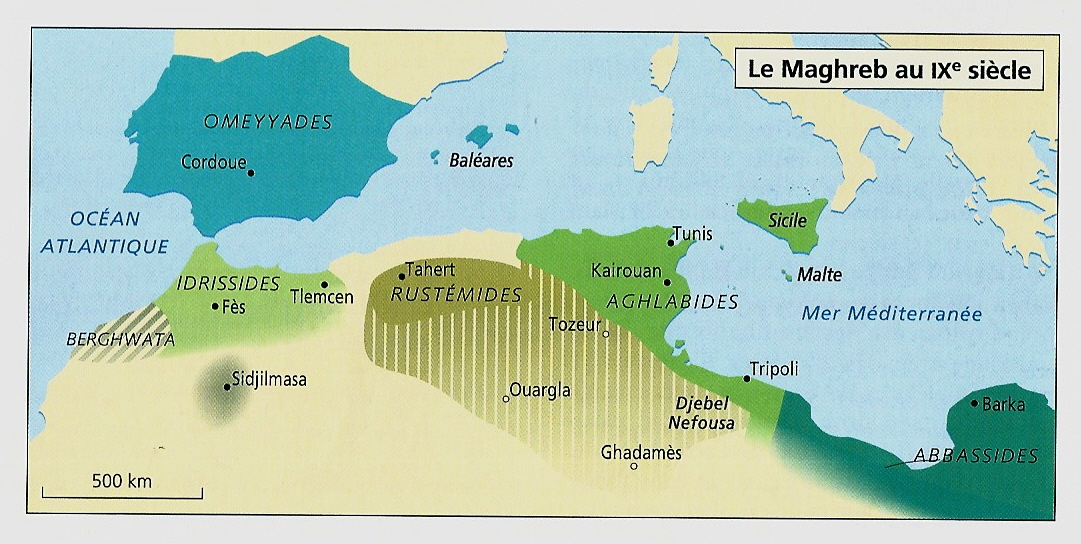 Le Maghreb au IXe siècle
OMEYYADES
Cordoue
Baléares
OCÉAN
ATLANTIQUE
Sicile
Tunis
IDRISSIDES
Tahert
Kairouan
Malte
Tlemcen
RUSTÉMIDES
AGHLABIDES
Fès
Mer Méditerranée
BERGHWATA
Tozeur
Sidjilmasa
Tripoli
Ouargla
Djebel
Nefousa
Barka
Ghadamès
ABBASSIDES
500 km